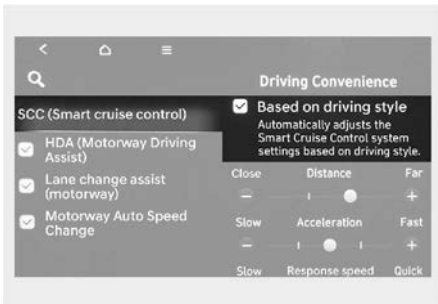 Driving Convenience
SCC (Smart cruise control)
HDA (Motorway Driving
Assist)
Lane change assist
(motorway)
Motorway Auto Speed
Change
Based on driving style
Automatically adjusts the
Smart Cruise Control system
settings based on driving style.
Close Distance Far
Slow Acceleration Fast
Slow Response speed Quick